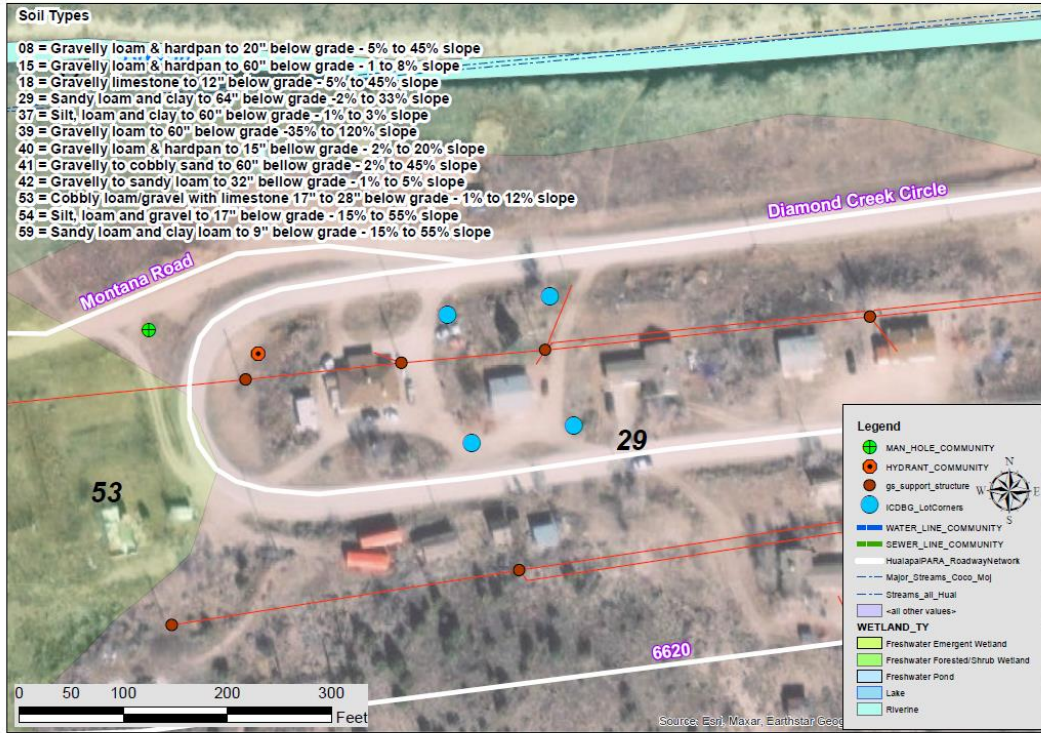 Soil Types
08 = Gravelly loam & hardpan to 20" below grade - 5% to 45% slope
15 = Gravelly loam & hardpan to 60" below grade - 1 to 8% slope
18 = Gravelly limestone to 12" below grade - 5% to 45% slope
29 = Sandy loam and clay to 64" below grade -2% to 33% slope
37 = Silt, loam and clay to 60" below grade - 1% to 3% slope
39 = Gravelly loam to 60" below grade -35% to 120% slope
40 = Gravelly loam & hardpan to 15" bellow grade - 2% to 20% slope
41 = Gravelly to cobbly sand to 60" bellow grade - 2% to 45% slope
42 = Gravelly to sandy loam to 32" bellow grade - 1% to 5% slope
53 = Cobbly loam/gravel with limestone 17" to 28" below grade - 1% to 12% slope
54 = Silt, loam and gravel to 17" below grade - 15% to 55% slope
59 = Sandy loam and clay loam to 9" below grade - 15% to 55% slope
Diamond Creek Circle
Montana Road
29
53
6620
Legend
MAN_HOLE_COMMUNITY
HYDRANT_COMMUNITY
gs_support_structure
ICDBG_LotCorners
WATER_LINE_COMMUNITY
SEWER_LINE_COMMUNITY
HualapaiPARA_RoadwayNetwork
Major_Streams_Coco_Moj
Streams_all_Hual
<all other values>
WETLAND_TY
Freshwater Emergent Wetland
Freshwater Forested/Shrub Wetland
Freshwater Pond
Lake
Riverine
N
W E
S
0 50 100 200 300
Feet
Source: Esri, Maxar, Earthstar Geog